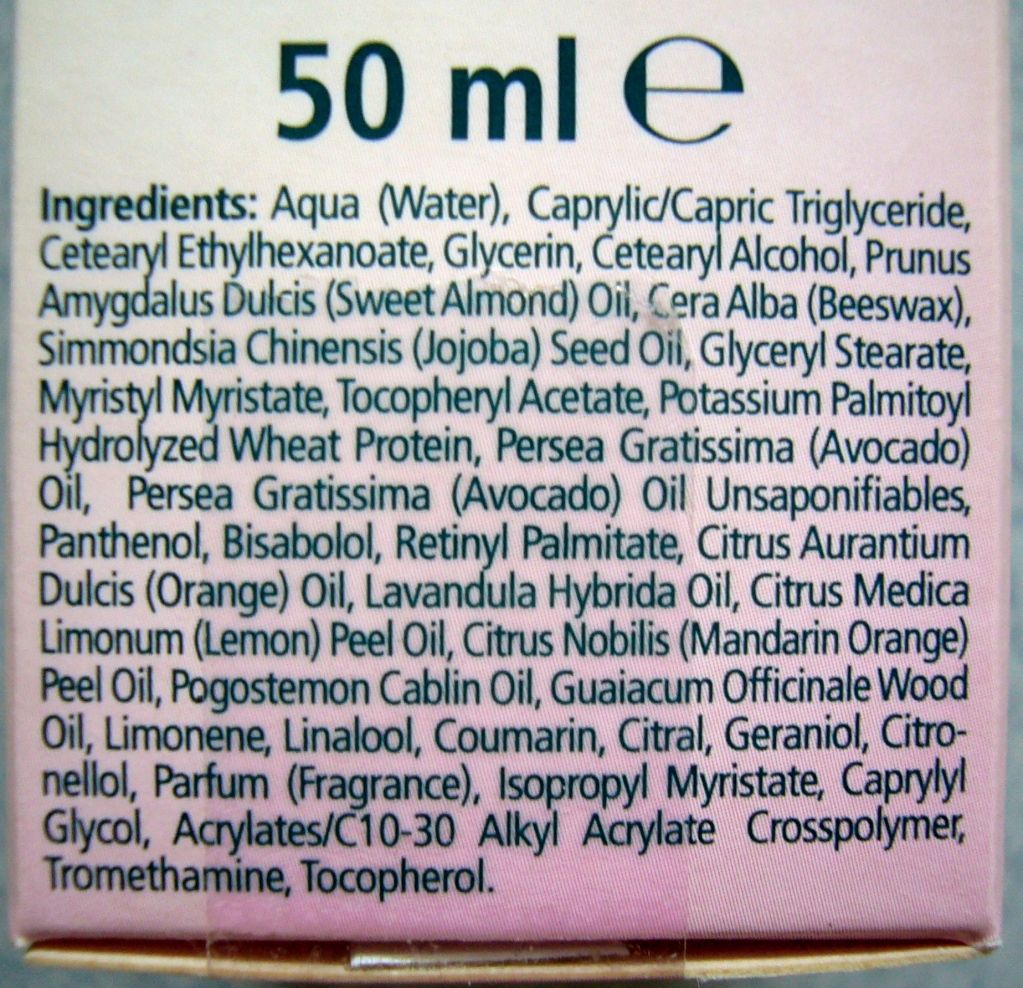 50 ml ℮
Ingredients: Aqua (Water), Caprylic/Capric Triglyceride,
Cetearyl Ethylhexanoate, Glycerin, Cetearyl Alcohol, Prunus
Amygdalus Dulcis (Sweet Almond) Oil, Cera Alba (Beeswax),
Simmondsia Chinensis (Jojoba) Seed Oil, Glyceryl Stearate,
Myristyl Myristate, Tocopheryl Acetate, Potassium Palmitoyl
Hydrolyzed Wheat Protein, Persea Gratissima (Avocado)
Oil, Persea Gratissima (Avocado) Oil Unsaponifiables,
Panthenol, Bisabolol, Retinyl Palmitate, Citrus Aurantium
Dulcis (Orange) Oil, Lavandula Hybrida Oil, Citrus Medica
Limonum (Lemon) Peel Oil, Citrus Nobilis (Mandarin Orange)
Peel Oil, Pogostemon Cablin Oil, Guaiacum Officinale Wood
Oil, Limonene, Linalool, Coumarin, Citral, Geraniol, Citro-
nellol, Parfum (Fragrance), Isopropyl Myristate, Caprylyl
Glycol, Acrylates/C10-30 Alkyl Acrylate Crosspolymer,
Tromethamine, Tocopherol.